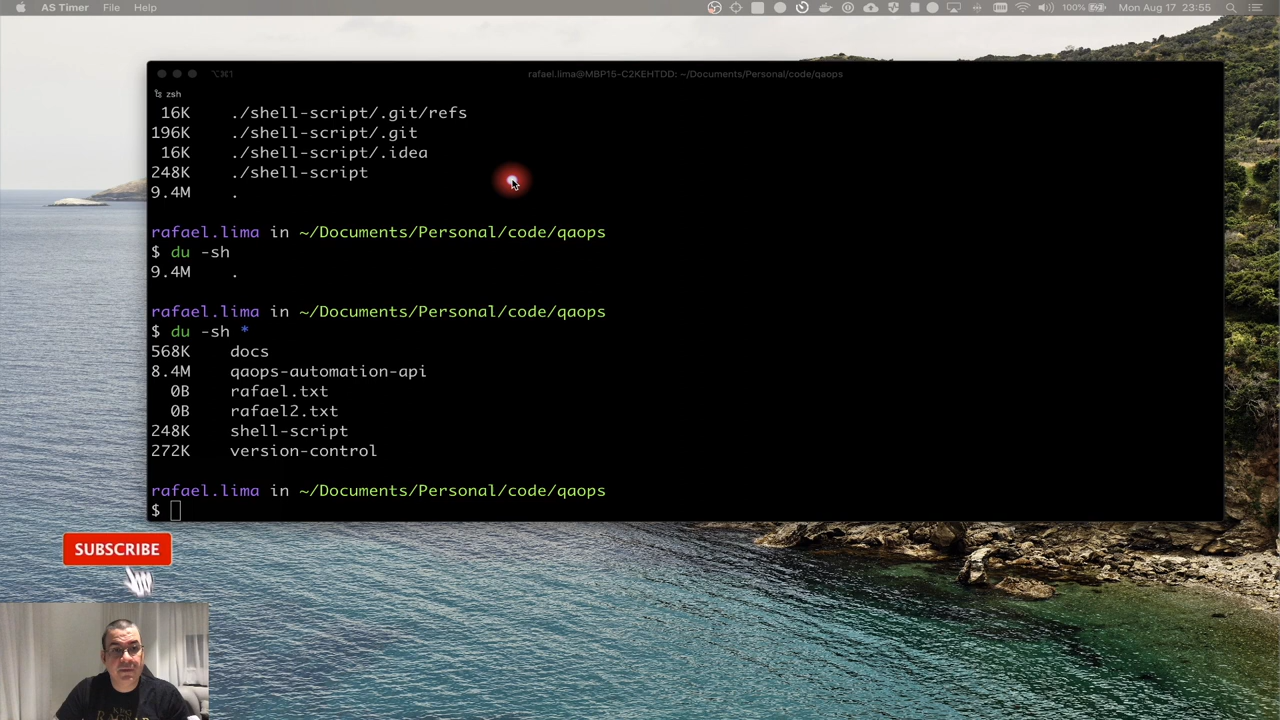 AS Timer File Help 100% Mon Aug 17 23:55
⌥⌘1 rafael.lima@MBP15-C2KEHTDD: ~/Documents/Personal/code/qaops
zsh
16K ./shell-script/.git/refs
196K ./shell-script/.git
16K ./shell-script/.idea
248K ./shell-script
9.4M .
rafael.lima in ~/Documents/Personal/code/qaops
$ du -sh
9.4M .
rafael.lima in ~/Documents/Personal/code/qaops
$ du -sh *
568K docs
8.4M qaops-automation-api
0B rafael.txt
0B rafael2.txt
248K shell-script
272K version-control
rafael.lima in ~/Documents/Personal/code/qaops
$
SUBSCRIBE